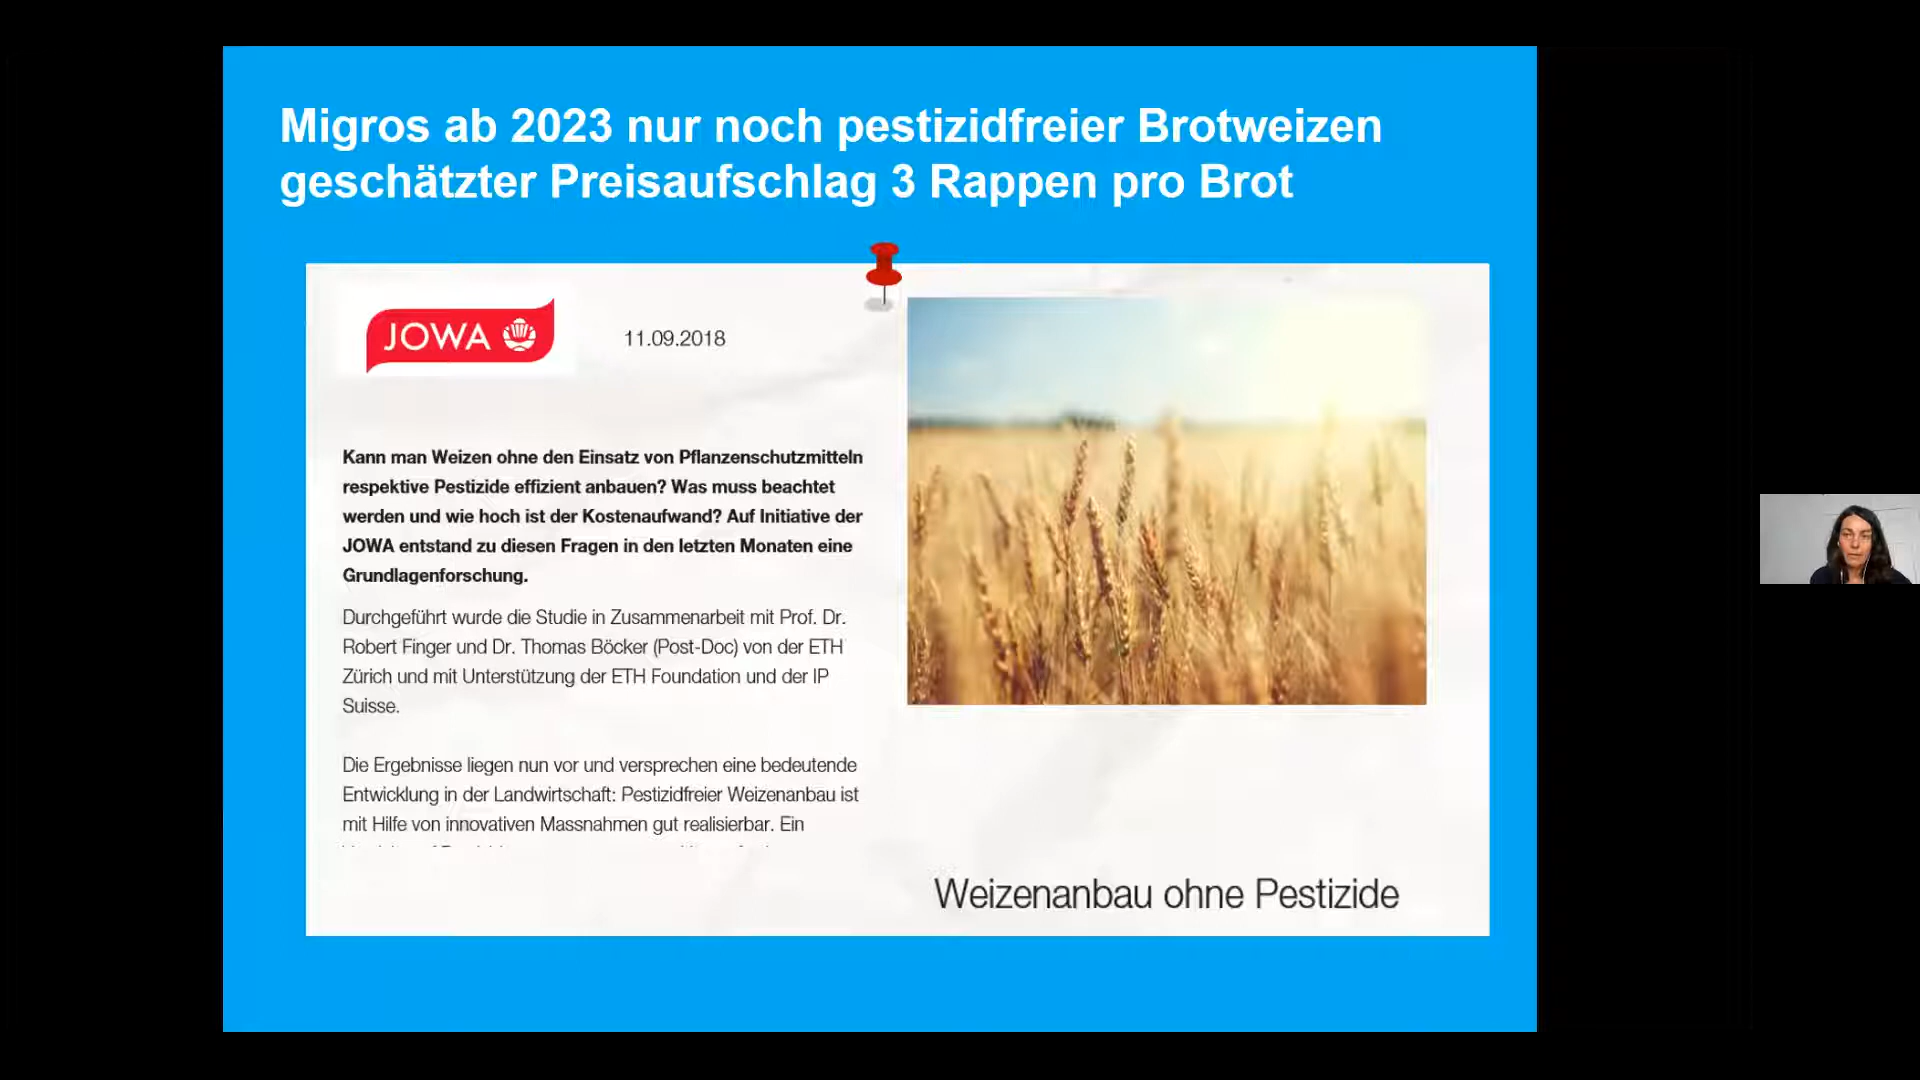 Migros ab 2023 nur noch pestizidfreier Brotweizen
geschätzter Preisaufschlag 3 Rappen pro Brot
JOWA
11.09.2018
Kann man Weizen ohne den Einsatz von Pflanzenschutzmitteln
respektive Pestizide effizient anbauen? Was muss beachtet
werden und wie hoch ist der Kostenaufwand? Auf Initiative der
JOWA entstand zu diesen Fragen in den letzten Monaten eine
Grundlagenforschung.
Durchgeführt wurde die Studie in Zusammenarbeit mit Prof. Dr.
Robert Finger und Dr. Thomas Böcker (Post-Doc) von der ETH
Zürich und mit Unterstützung der ETH Foundation und der IP
Suisse.
Die Ergebnisse liegen nun vor und versprechen eine bedeutende
Entwicklung in der Landwirtschaft: Pestizidfreier Weizenanbau ist
mit Hilfe von innovativen Massnahmen gut realisierbar. Ein
Weizenanbau ohne Pestizide